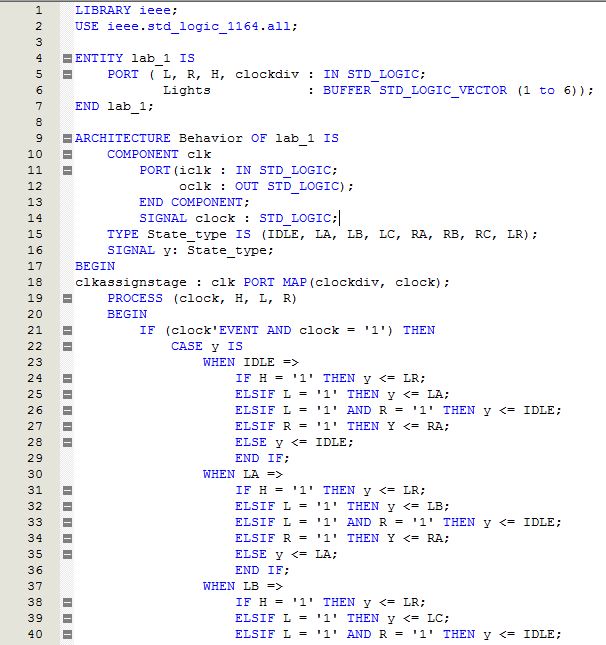 1 LIBRARY ieee;
2 USE ieee.std_logic_1164.all;
3
4 ENTITY lab_1 IS
5 PORT ( L, R, H, clockdiv : IN STD_LOGIC;
6 Lights : BUFFER STD_LOGIC_VECTOR (1 to 6));
7 END lab_1;
8
9 ARCHITECTURE Behavior OF lab_1 IS
10 COMPONENT clk
11 PORT(iclk : IN STD_LOGIC;
12 oclk : OUT STD_LOGIC);
13 END COMPONENT;
14 SIGNAL clock : STD_LOGIC;
15 TYPE State_type IS (IDLE, LA, LB, LC, RA, RB, RC, LR);
16 SIGNAL y: State_type;
17 BEGIN
18 clkassignstage : clk PORT MAP(clockdiv, clock);
19 PROCESS (clock, H, L, R)
20 BEGIN
21 IF (clock'EVENT AND clock = '1') THEN
22 CASE y IS
23 WHEN IDLE =>
24 IF H = '1' THEN y <= LR;
25 ELSIF L = '1' THEN y <= LA;
26 ELSIF L = '1' AND R = '1' THEN y <= IDLE;
27 ELSIF R = '1' THEN Y <= RA;
28 ELSE y <= IDLE;
29 END IF;
30 WHEN LA =>
31 IF H = '1' THEN y <= LR;
32 ELSIF L = '1' THEN y <= LB;
33 ELSIF L = '1' AND R = '1' THEN y <= IDLE;
34 ELSIF R = '1' THEN Y <= RA;
35 ELSE y <= LA;
36 END IF;
37 WHEN LB =>
38 IF H = '1' THEN y <= LR;
39 ELSIF L = '1' THEN y <= LC;
40 ELSIF L = '1' AND R = '1' THEN y <= IDLE;